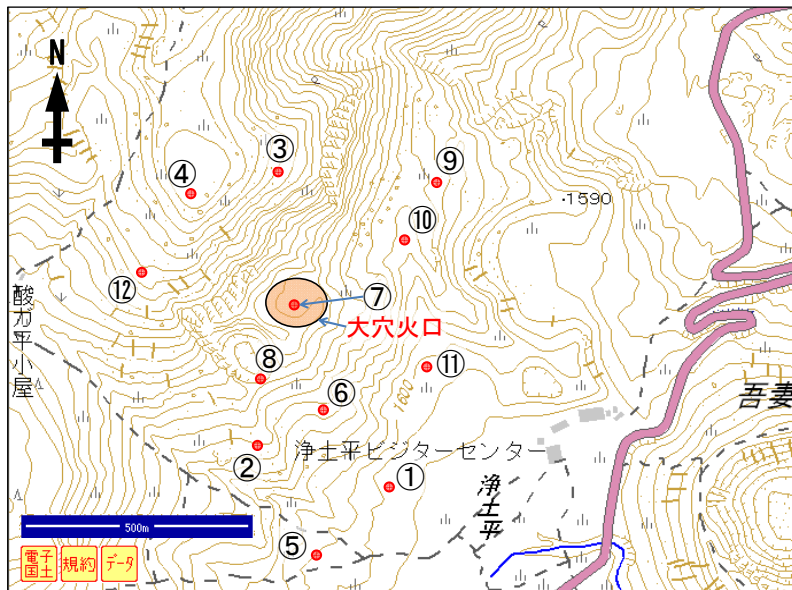 N
③
④
⑨
・1590
⑩
⑫
⑦
大穴火口
酸ガ平小屋
⑧
⑪
1600
⑥
吾妻
②
浄土平ビジターセンター
①
浄土平
500m
⑤
電子国土
規約
データ